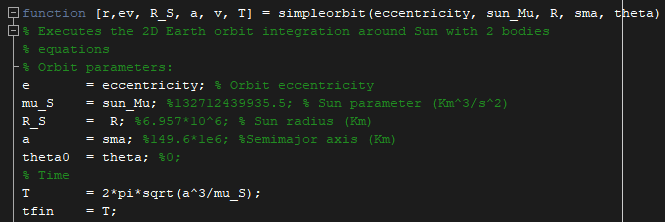 function [r,ev, R_S, a, v, T] = simpleorbit(eccentricity, sun_Mu, R, sma, theta)
% Executes the 2D Earth orbit integration around Sun with 2 bodies
% equations
% Orbit parameters:
e       = eccentricity; % Orbit eccentricity
mu_S    = sun_Mu; %132712439935.5; % Sun parameter (Km^3/s^2)
R_S     =  R; %6.957*10^6; % Sun radius (Km)
a       = sma; %149.6*1e6; %Semimajor axis (Km)
theta0  = theta; %0;
% Time
T       = 2*pi*sqrt(a^3/mu_S);
tfin    = T;